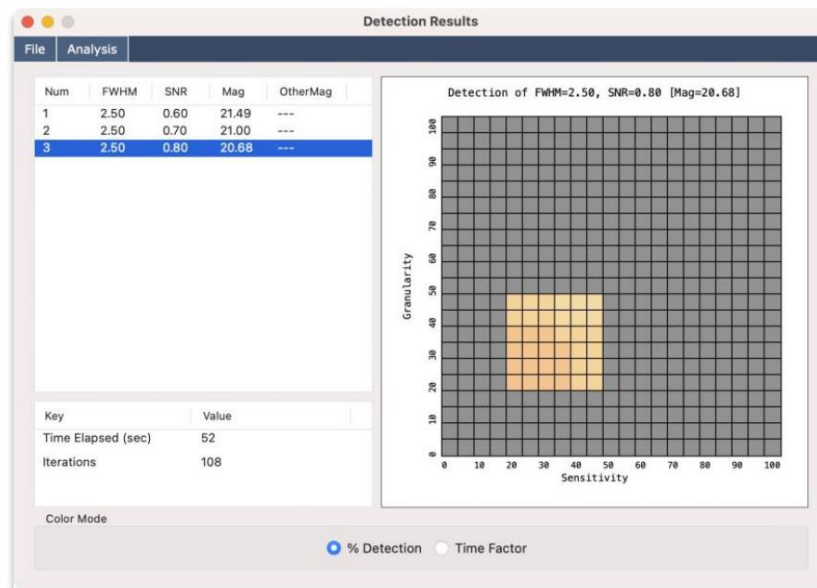 Detection Results
File Analysis
Num FWHM SNR Mag OtherMag
1 2.50 0.60 21.49 ---
2 2.50 0.70 21.00 ---
3 2.50 0.80 20.68 ---
Key Value
Time Elapsed (sec) 52
Iterations 108
Detection of FWHM=2.50, SNR=0.80 [Mag=20.68]
Granularity
100
90
80
70
60
50
40
30
20
10
0
0 10 20 30 40 50 60 70 80 90 100
Sensitivity
Color Mode
% Detection Time Factor